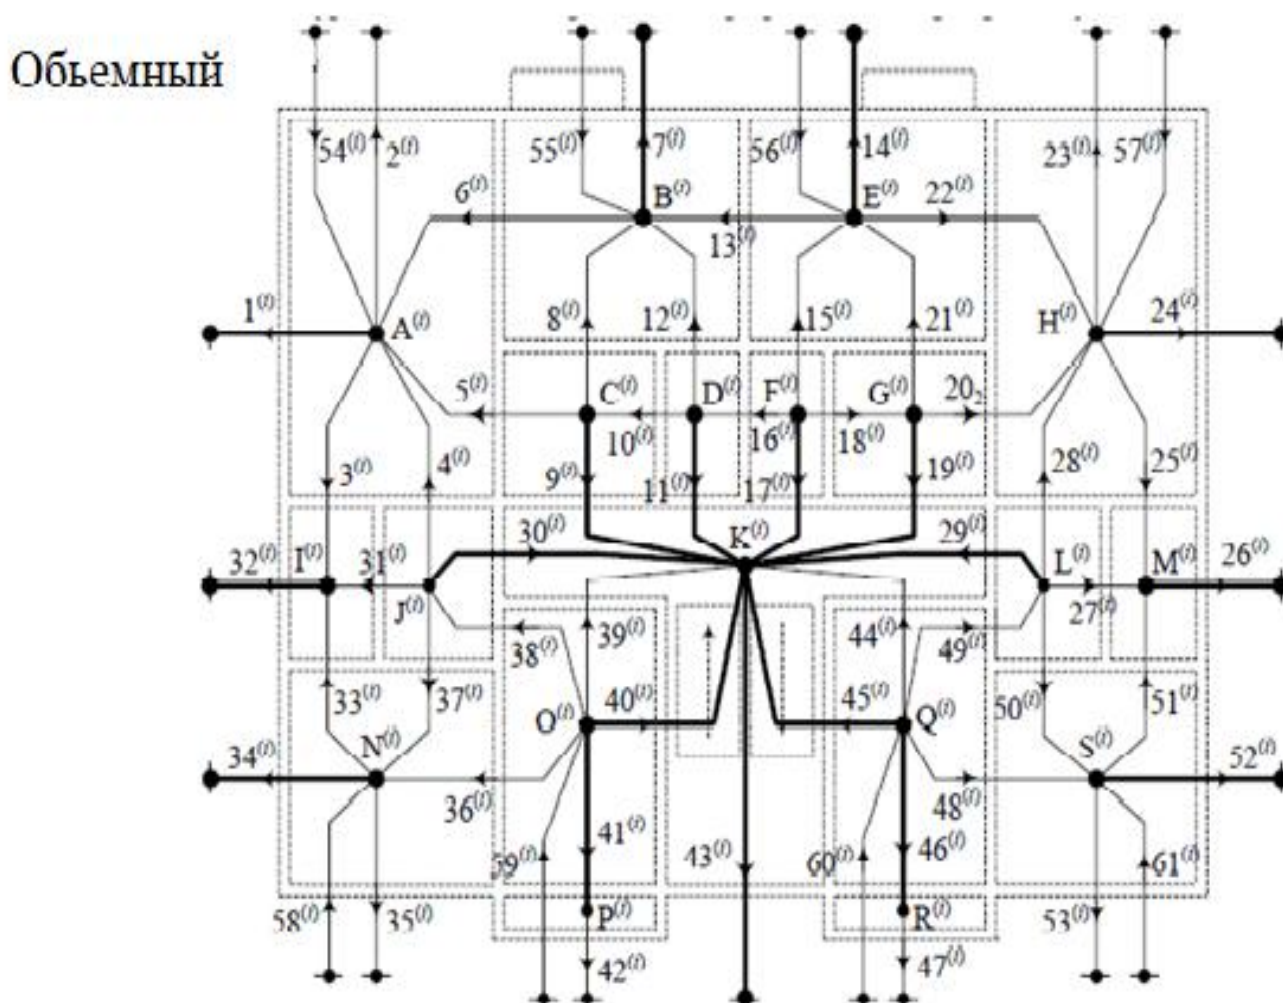 Обьемный
54⁽ⁱ⁾ 2⁽ⁱ⁾ 55⁽ⁱ⁾ 7⁽ⁱ⁾ 56⁽ⁱ⁾ 14⁽ⁱ⁾ 23⁽ⁱ⁾ 57⁽ⁱ⁾
6⁽ⁱ⁾ B⁽ⁱ⁾ E⁽ⁱ⁾ 22⁽ⁱ⁾
13⁽ⁱ⁾
1⁽ⁱ⁾ A⁽ⁱ⁾ 8⁽ⁱ⁾ 12⁽ⁱ⁾ 15⁽ⁱ⁾ 21⁽ⁱ⁾ H⁽ⁱ⁾ 24⁽ⁱ⁾
5⁽ⁱ⁾ C⁽ⁱ⁾ D⁽ⁱ⁾ F⁽ⁱ⁾ G⁽ⁱ⁾ 20₂
10⁽ⁱ⁾ 16⁽ⁱ⁾ 18⁽ⁱ⁾
3⁽ⁱ⁾ 4⁽ⁱ⁾ 9⁽ⁱ⁾ 11⁽ⁱ⁾ 17⁽ⁱ⁾ 19⁽ⁱ⁾ 28⁽ⁱ⁾ 25⁽ⁱ⁾
30⁽ⁱ⁾ K⁽ⁱ⁾ 29⁽ⁱ⁾
32⁽ⁱ⁾ I⁽ⁱ⁾ 31⁽ⁱ⁾ L⁽ⁱ⁾ M⁽ⁱ⁾ 26⁽ⁱ⁾
J⁽ⁱ⁾ 27⁽ⁱ⁾
38⁽ⁱ⁾ 39⁽ⁱ⁾ 44⁽ⁱ⁾ 49⁽ⁱ⁾
33⁽ⁱ⁾ 37⁽ⁱ⁾ 40⁽ⁱ⁾ 45⁽ⁱ⁾ 50⁽ⁱ⁾ 51⁽ⁱ⁾
O⁽ⁱ⁾ Q⁽ⁱ⁾
34⁽ⁱ⁾ N⁽ⁱ⁾ S⁽ⁱ⁾ 52⁽ⁱ⁾
36⁽ⁱ⁾ 48⁽ⁱ⁾
41⁽ⁱ⁾ 46⁽ⁱ⁾
59⁽ⁱ⁾ 43⁽ⁱ⁾ 60⁽ⁱ⁾ 61⁽ⁱ⁾
58⁽ⁱ⁾ 35⁽ⁱ⁾ P⁽ⁱ⁾ R⁽ⁱ⁾ 53⁽ⁱ⁾
42⁽ⁱ⁾ 47⁽ⁱ⁾